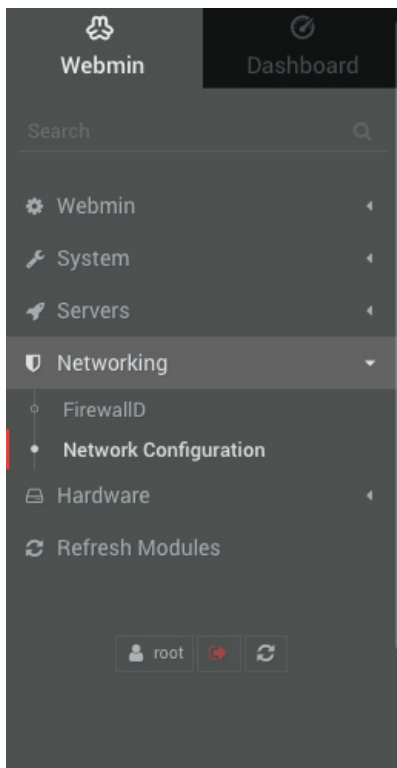 Webmin
Dashboard
Search
Webmin
System
Servers
Networking
FirewallD
Network Configuration
Hardware
Refresh Modules
root